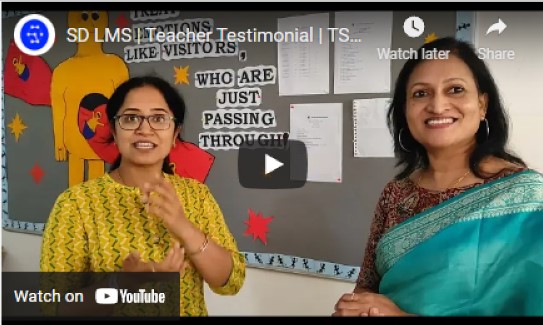 SD LMS | Teacher Testimonial | TS...
Watch later
Share
TREAT
EMOTIONS
LIKE VISITORS,
WHO ARE
JUST
PASSING
THROUGH!
Watch on YouTube